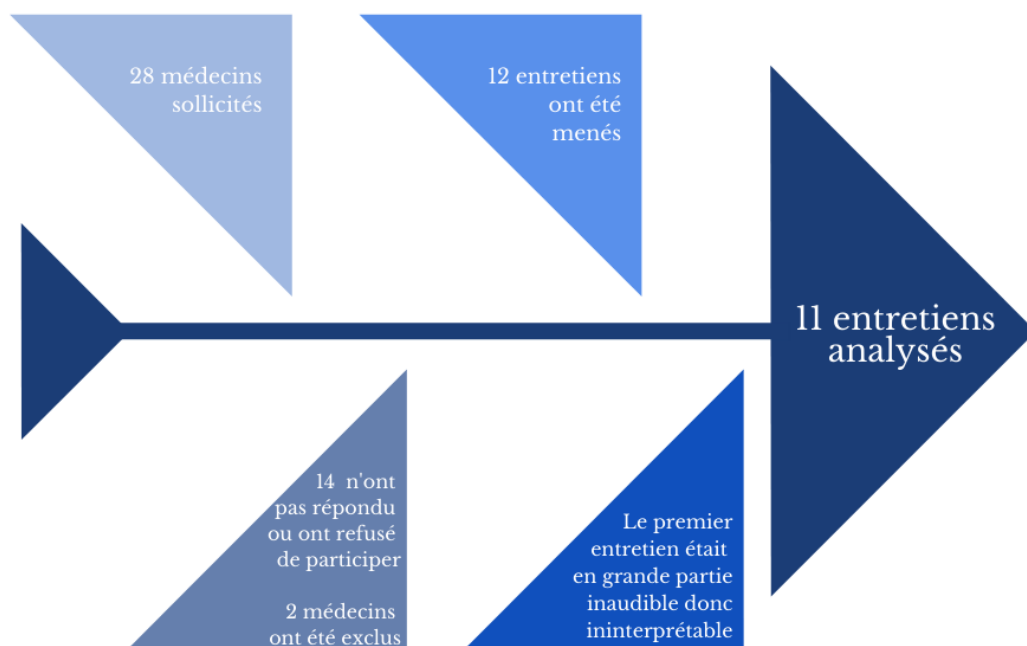 28 médecins
sollicités
12 entretiens
ont été
menés
14 n'ont
pas répondu
ou ont refusé
de participer
2 médecins
ont été exclus
Le premier
entretien était
en grande partie
inaudible donc
ininterprétable
11 entretiens
analysés